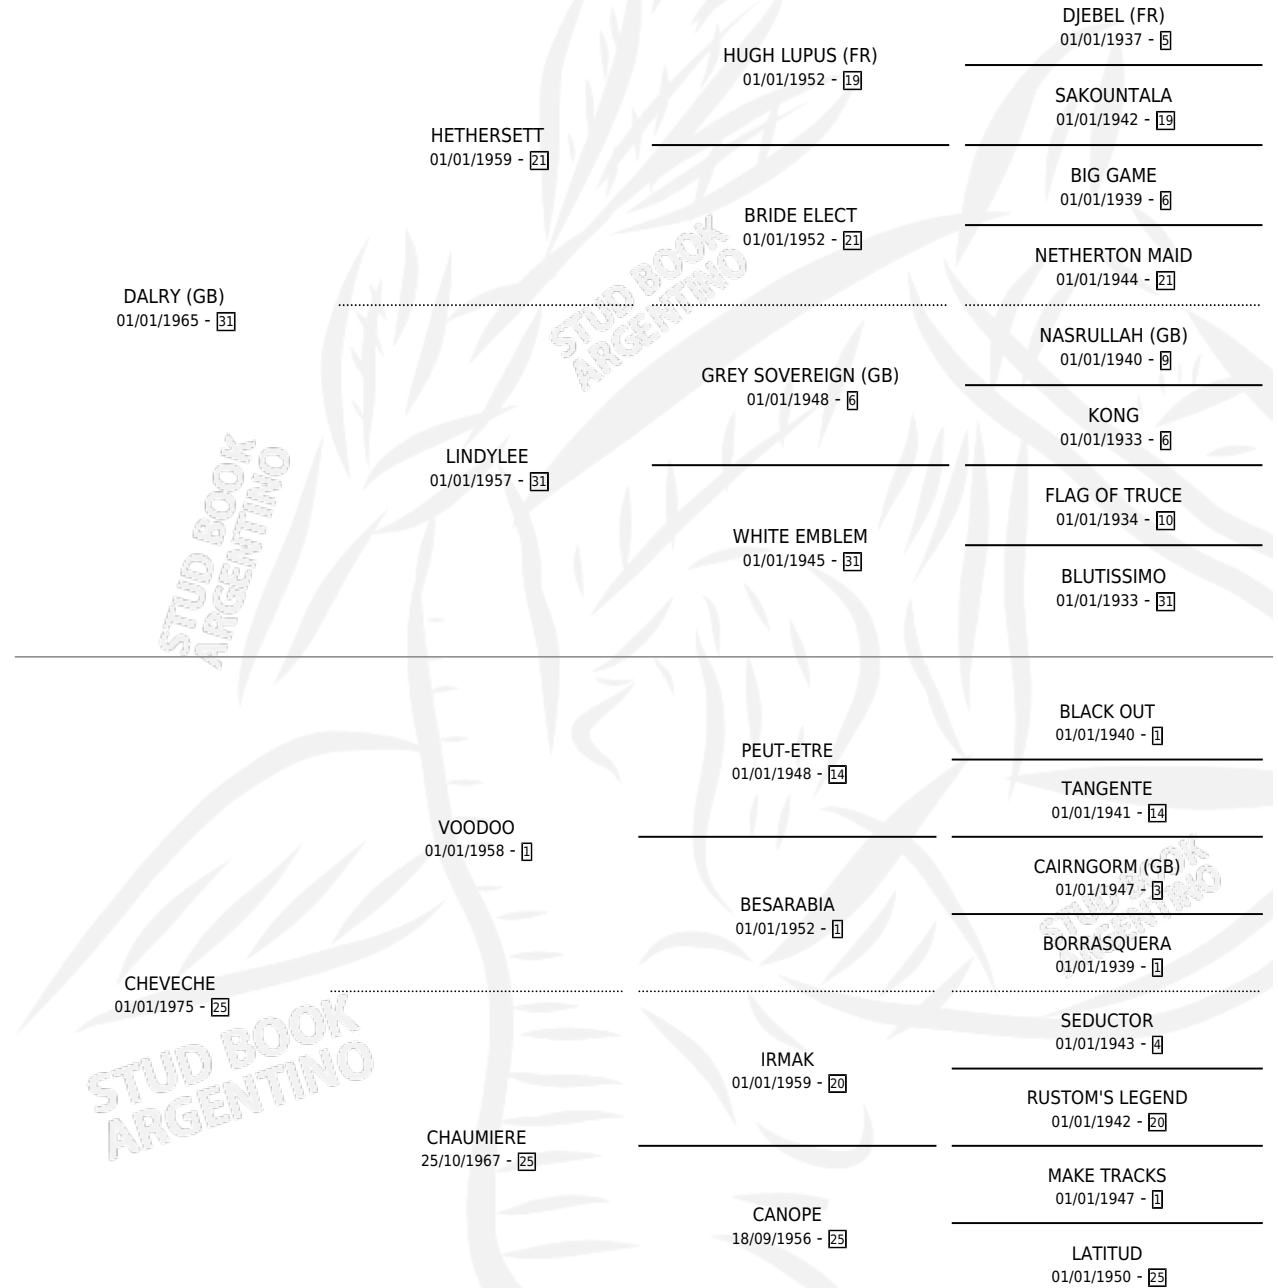 DJEBEL (FR)
01/01/1937 - 5
HUGH LUPUS (FR)
01/01/1952 - 19
SAKOUNTALA
01/01/1942 - 19
HETHERSETT
01/01/1959 - 21
BIG GAME
01/01/1939 - 6
BRIDE ELECT
01/01/1952 - 21
NETHERTON MAID
01/01/1944 - 21
DALRY (GB)
01/01/1965 - 31
NASRULLAH (GB)
01/01/1940 - 9
GREY SOVEREIGN (GB)
01/01/1948 - 6
KONG
01/01/1933 - 6
LINDYLEE
01/01/1957 - 31
FLAG OF TRUCE
01/01/1934 - 10
WHITE EMBLEM
01/01/1945 - 31
BLUTISSIMO
01/01/1933 - 31
BLACK OUT
01/01/1940 - 1
PEUT-ETRE
01/01/1948 - 14
TANGENTE
01/01/1941 - 14
VOODOO
01/01/1958 - 1
CAIRNGORM (GB)
01/01/1947 - 3
BESARABIA
01/01/1952 - 1
BORRASQUERA
01/01/1939 - 1
CHEVECHE
01/01/1975 - 25
SEDUCTOR
01/01/1943 - 4
IRMAK
01/01/1959 - 20
RUSTOM'S LEGEND
01/01/1942 - 20
CHAUMIERE
25/10/1967 - 25
MAKE TRACKS
01/01/1947 - 1
CANOPE
18/09/1956 - 25
LATITUD
01/01/1950 - 25
STUD BOOK
ARGENTINO
STUD BOOK
ARGENTINO
STUD BOOK
ARGENTINO
STUD BOOK
ARGENTINO